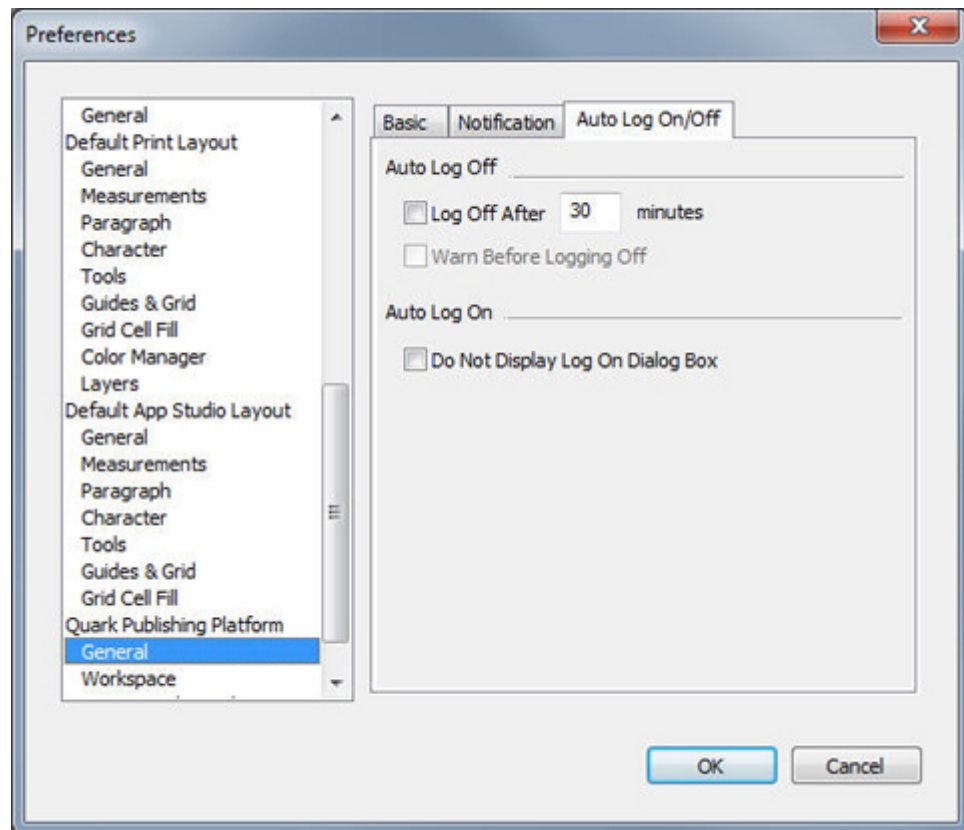 Preferences
General
Default Print Layout
General
Measurements
Paragraph
Character
Tools
Guides & Grid
Grid Cell Fill
Color Manager
Layers
Default App Studio Layout
General
Measurements
Paragraph
Character
Tools
Guides & Grid
Grid Cell Fill
Quark Publishing Platform
General
Workspace
Basic Notification Auto Log On/Off
Auto Log Off
Log Off After 30 minutes
Warn Before Logging Off
Auto Log On
Do Not Display Log On Dialog Box
OK Cancel